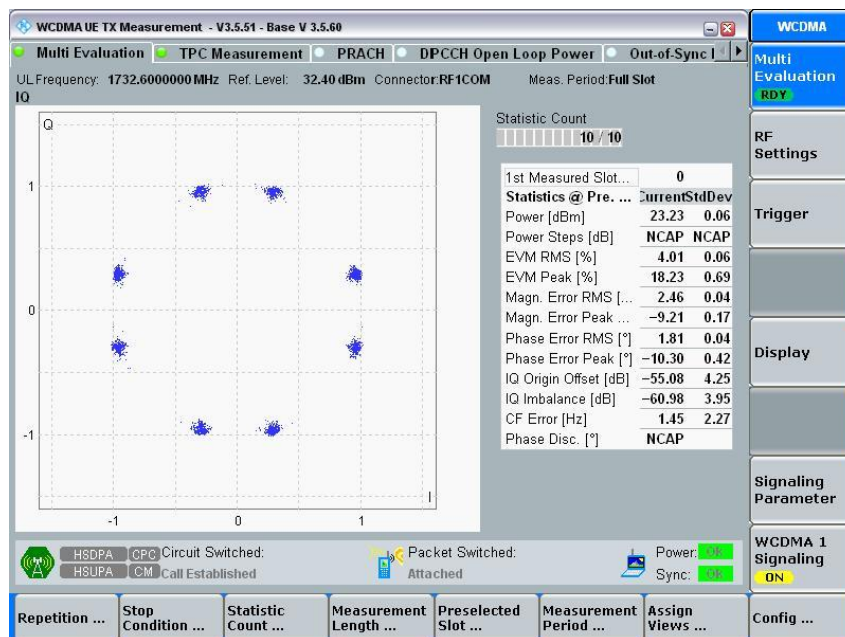 WCDMA UE TX Measurement - V3.5.51 - Base V 3.5.60
WCDMA
Multi Evaluation TPC Measurement PRACH DPCCH Open Loop Power Out-of-Sync
Multi
Evaluation
RDY
UL Frequency: 1732.6000000 MHz Ref. Level: 32.40 dBm Connector:RF1COM Meas. Period:Full Slot
IQ
Q
1
0
-1
-1 0 1
I
Statistic Count
10 / 10
1st Measured Slot... 0
Statistics @ Pre. ... Current StdDev
Power [dBm] 23.23 0.06
Power Steps [dB] NCAP NCAP
EVM RMS [%] 4.01 0.06
EVM Peak [%] 18.23 0.69
Magn. Error RMS [... 2.46 0.04
Magn. Error Peak ... −9.21 0.17
Phase Error RMS [°] 1.81 0.04
Phase Error Peak [°] −10.30 0.42
IQ Origin Offset [dB] −55.08 4.25
IQ Imbalance [dB] −60.98 3.95
CF Error [Hz] 1.45 2.27
Phase Disc. [°] NCAP
RF
Settings
Trigger
Display
Signaling
Parameter
WCDMA 1
Signaling
ON
HSDPA CPC Circuit Switched: Packet Switched: Power: Ok
HSUPA CM Call Established Attached Sync: Ok
Repetition ...
Stop
Condition ...
Statistic
Count ...
Measurement
Length ...
Preselected
Slot ...
Measurement
Period ...
Assign
Views ...
Config ...